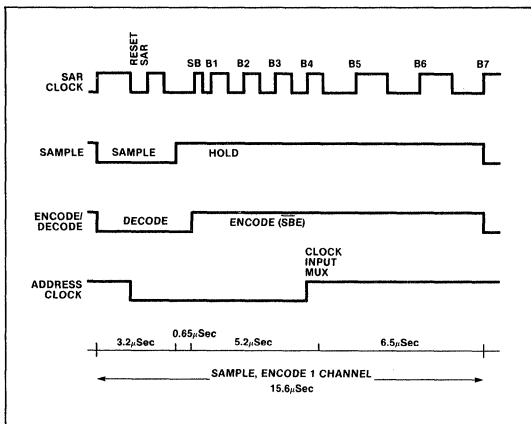 RESET
SAR
SB B1 B2 B3 B4 B5 B6 B7
SAR
CLOCK
SAMPLE SAMPLE HOLD
ENCODE/
DECODE
DECODE ENCODE (S̅B̅E̅)
CLOCK
INPUT
MUX
ADDRESS
CLOCK
0.65μSec
3.2μSec 5.2μSec 6.5μSec
SAMPLE, ENCODE 1 CHANNEL
15.6μSec